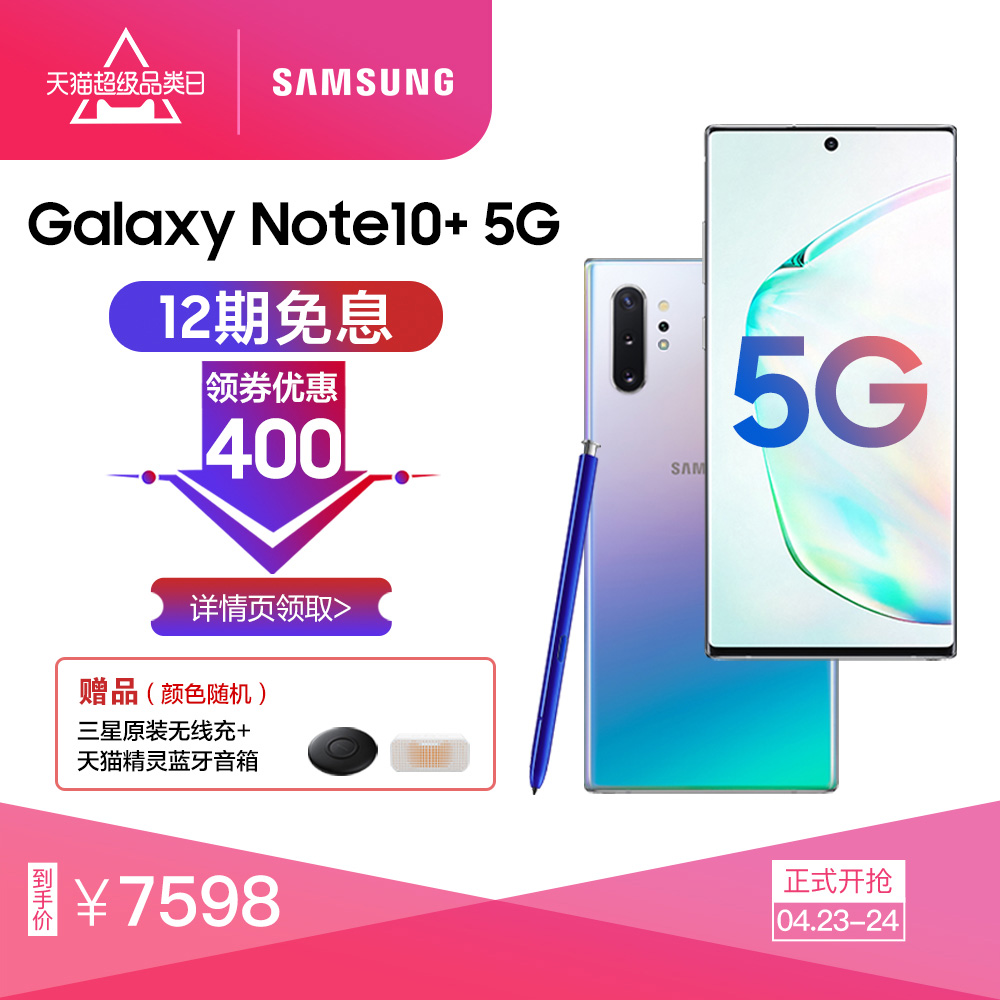 天猫超级品类日
SAMSUNG
Galaxy Note10+ 5G
12期免息
领券优惠
400
详情页领取>
赠品（颜色随机）
三星原装无线充+
天猫精灵蓝牙音箱
SAM
5G
到手价
￥7598
正式开抢
04.23-24